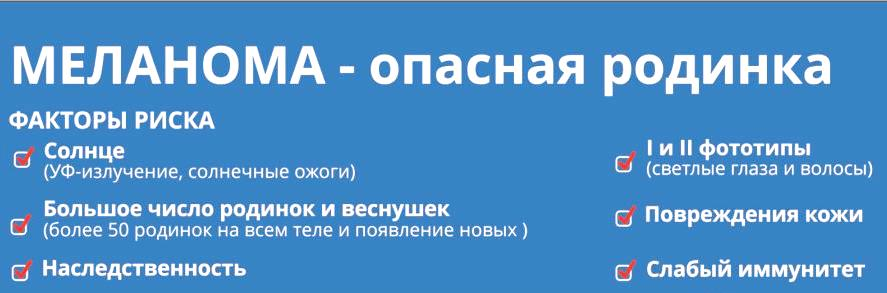 МЕЛАНОМА - опасная родинка
ФАКТОРЫ РИСКА
Солнце
(УФ-излучение, солнечные ожоги)
Большое число родинок и веснушек
(более 50 родинок на всем теле и появление новых )
Наследственность
I и II фототипы
(светлые глаза и волосы)
Повреждения кожи
Слабый иммунитет